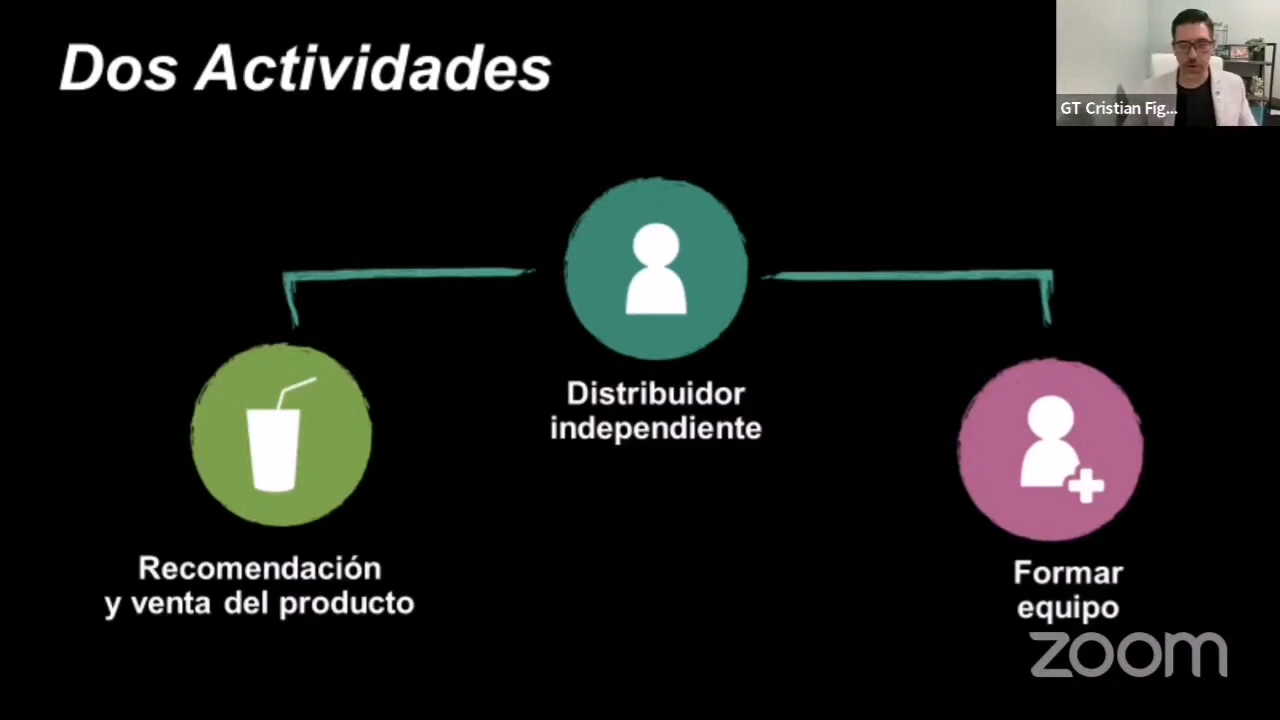 Dos Actividades
GT Cristian Fig...
Distribuidor
independiente
Recomendación
y venta del producto
Formar
equipo
zoom